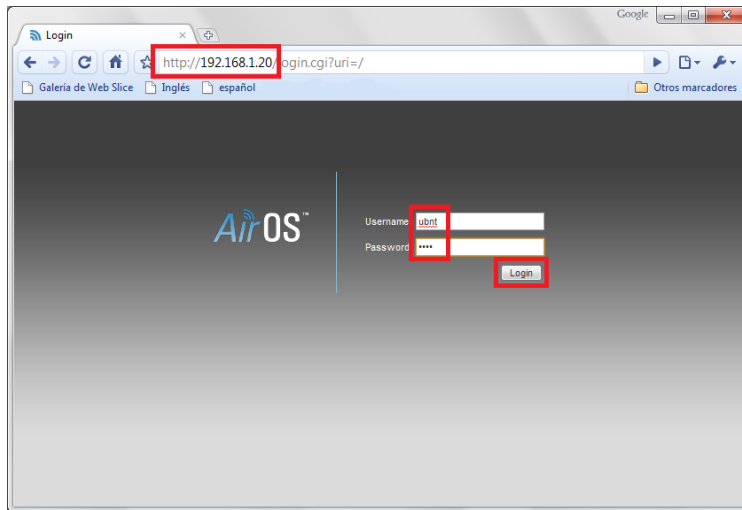 Google
Login
http://192.168.1.20/login.cgi?uri=/
Galería de Web Slice Inglés español Otros marcadores
AirOS™
Username ubnt
Password ••••
Login